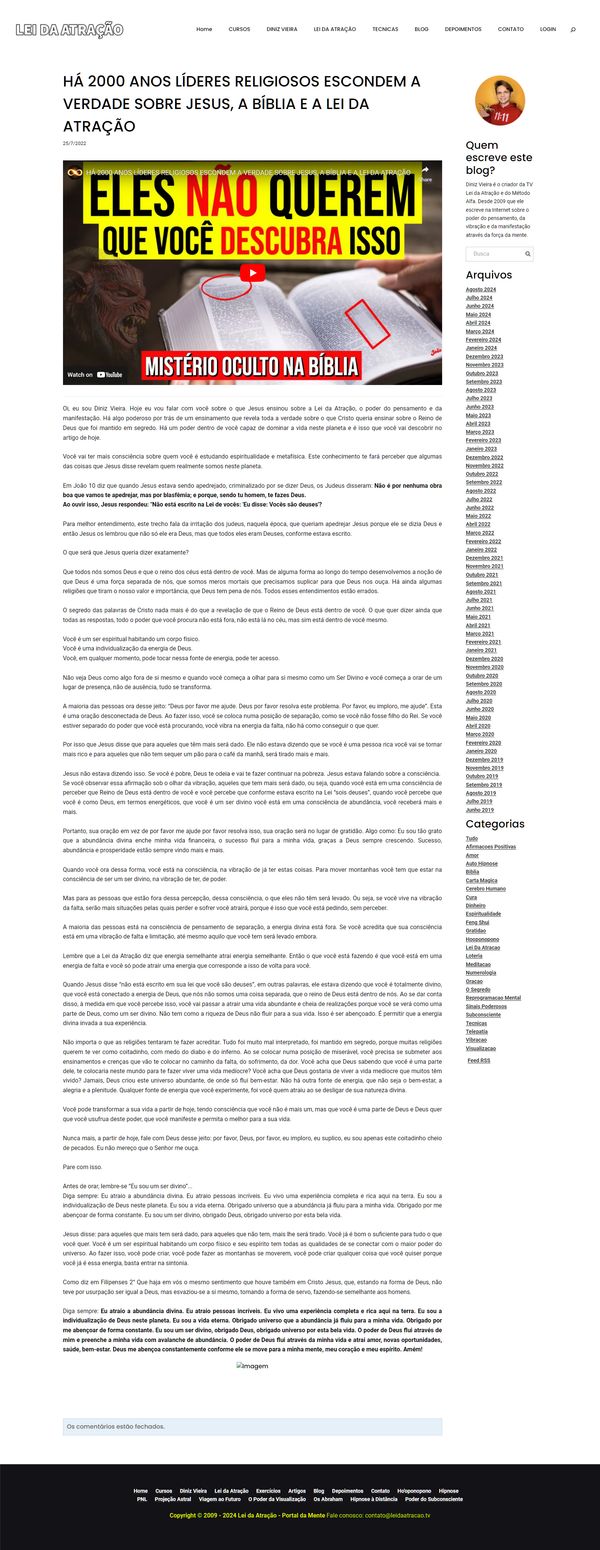 LEI DA ATRAÇÃO
Home CURSOS DINIZ VIEIRA LEI DA ATRAÇÃO TECNICAS BLOG DEPOIMENTOS CONTATO LOGIN
HÁ 2000 ANOS LÍDERES RELIGIOSOS ESCONDEM A
VERDADE SOBRE JESUS, A BÍBLIA E A LEI DA
ATRAÇÃO
25/7/2022
HÁ 2000 ANOS LÍDERES RELIGIOSOS ESCONDEM A VERDADE SOBRE JESUS, A BÍBLIA E A LEI DA ATRAÇÃO
Share
ELES NÃO QUEREM
QUE VOCÊ DESCUBRA ISSO
MISTÉRIO OCULTO NA BÍBLIA
Watch on YouTube
Oi, eu sou Diniz Vieira. Hoje eu vou falar com você sobre o que Jesus ensinou sobre a Lei da Atração, o poder do pensamento e da
manifestação. Há algo poderoso por trás de um ensinamento que revela toda a verdade sobre o que Cristo queria ensinar sobre o Reino de
Deus que foi mantido em segredo. Há um poder dentro de você capaz de dominar a vida neste planeta e é isso que você vai descobrir no
artigo de hoje.
Você vai ter mais consciência sobre quem você é estudando espiritualidade e metafísica. Este conhecimento te fará perceber que algumas
das coisas que Jesus disse revelam quem realmente somos neste planeta.
Em João 10 diz que quando Jesus estava sendo apedrejado, criminalizado por se dizer Deus, os Judeus disseram: Não é por nenhuma obra
boa que vamos te apedrejar, mas por blasfêmia; e porque, sendo tu homem, te fazes Deus.
Ao ouvir isso, Jesus respondeu: "Não está escrito na Lei de vocês: 'Eu disse: Vocês são deuses'?
Para melhor entendimento, este trecho fala da irritação dos judeus, naquela época, que queriam apedrejar Jesus porque ele se dizia Deus e
então Jesus os lembrou que não só ele era Deus, mas que todos eles eram Deuses, conforme estava escrito.
O que será que Jesus queria dizer exatamente?
Que todos nós somos Deus e que o reino dos céus está dentro de você. Mas de alguma forma ao longo do tempo desenvolvemos a noção de
que Deus é uma força separada de nós, que somos meros mortais que precisamos suplicar para que Deus nos ouça. Há ainda algumas
religiões que tiram o nosso valor e importância, que Deus tem pena de nós. Todos esses entendimentos estão errados.
O segredo das palavras de Cristo nada mais é do que a revelação de que o Reino de Deus está dentro de você. O que quer dizer ainda que
todas as respostas, todo o poder que você procura não está fora, não está lá no céu, mas sim está dentro de você mesmo.
Você é um ser espiritual habitando um corpo físico.
Você é uma individualização da energia de Deus.
Você, em qualquer momento, pode tocar nessa fonte de energia, pode ter acesso.
Não veja Deus como algo fora de si mesmo e quando você começa a olhar para si mesmo como um Ser Divino e você começa a orar de um
lugar de presença, não de ausência, tudo se transforma.
A maioria das pessoas ora desse jeito: "Deus por favor me ajude. Deus por favor resolva este problema. Por favor, eu imploro, me ajude". Esta
é uma oração desconectada de Deus. Ao fazer isso, você se coloca numa posição de separação, como se você não fosse filho do Rei. Se você
estiver separado do poder que você está procurando, você vibra na energia da falta, não há como conseguir o que quer.
Por isso que Jesus disse que para aqueles que têm mais será dado. Ele não estava dizendo que se você é uma pessoa rica você vai se tornar
mais rico e para aqueles que não tem sequer um pão para o café da manhã, será tirado mais e mais.
Jesus não estava dizendo isso. Se você é pobre, Deus te odeia e vai te fazer continuar na pobreza. Jesus estava falando sobre a consciência.
Se você observar essa afirmação sob o olhar da vibração, aqueles que tem mais será dado, ou seja, quando você está em uma consciência de
perceber que Reino de Deus está dentro de você e você percebe que conforme estava escrito na Lei "sois deuses", quando você percebe que
você é como Deus, em termos energéticos, que você é um ser divino você está em uma consciência de abundância, você receberá mais e
mais.
Portanto, sua oração em vez de por favor me ajude por favor resolva isso, sua oração será no lugar de gratidão. Algo como: Eu sou tão grato
que a abundância divina enche minha vida financeira, o sucesso flui para a minha vida, graças a Deus sempre crescendo. Sucesso,
abundância e prosperidade estão sempre vindo mais e mais.
Quando você ora dessa forma, você está na consciência, na vibração de já ter estas coisas. Para mover montanhas você tem que estar na
consciência de ser um ser divino, na vibração de ter, de poder.
Mas para as pessoas que estão fora dessa percepção, dessa consciência, o que eles não têm será levado. Ou seja, se você vive na vibração
da falta, serão mais situações pelas quais perder e sofrer você atrairá, porque é isso que você está pedindo, sem perceber.
A maioria das pessoas está na consciência de pensamento de separação, a energia divina está fora. Se você acredita que sua consciência
está em uma vibração de falta e limitação, até mesmo aquilo que você tem será levado embora.
Lembre que a Lei da Atração diz que energia semelhante atrai energia semelhante. Então o que você está fazendo é que você está em uma
energia de falta e você só pode atrair uma energia que corresponde a isso de volta para você.
Quando Jesus disse "não está escrito em sua lei que você são deuses", em outras palavras, ele estava dizendo que você é totalmente divino,
que você está conectado a energia de Deus, que nós não somos uma coisa separada, que o reino de Deus está dentro de nós. Ao se dar conta
disso, à medida em que você percebe isso, você vai passar a atrair uma vida abundante e cheia de realizações porque você se verá como uma
parte de Deus, como um ser divino. Não tem como a riqueza de Deus não fluir para a sua vida. Isso é ser abençoado. É permitir que a energia
divina invada a sua experiência.
Não importa o que as religiões tentaram te fazer acreditar. Tudo foi muito mal interpretado, foi mantido em segredo, porque muitas religiões
querem te ver como coitadinho, com medo do diabo e do inferno. Ao se colocar numa posição de miserável, você precisa se submeter aos
ensinamentos e crenças que vão te colocar no caminho da falta, do sofrimento, da dor. Você acha que Deus sabendo que você é uma parte
dele, te colocaria neste mundo para te fazer viver uma vida medíocre? Você acha que Deus gostaria de viver a vida medíocre que muitos têm
vivido? Jamais, Deus criou este universo abundante, de onde só flui bem-estar. Não há outra fonte de energia, que não seja o bem-estar, a
alegria e a plenitude. Qualquer fonte de energia que você experimente, foi você quem atraiu ao se desligar de sua natureza divina.
Você pode transformar a sua vida a partir de hoje, tendo consciência que você não é mais um, mas que você é uma parte de Deus e Deus quer
que você usufrua deste poder, que você manifeste e permita o melhor para a sua vida.
Nunca mais, a partir de hoje, fale com Deus desse jeito: por favor, Deus, por favor, eu imploro, eu suplico, eu sou apenas este coitadinho cheio
de pecados. Eu não mereço que o Senhor me ouça.
Pare com isso.
Antes de orar, lembre-se "Eu sou um ser divino"...
Diga sempre: Eu atraio a abundância divina. Eu atraio pessoas incríveis. Eu vivo uma experiência completa e rica aqui na terra. Eu sou a
individualização de Deus neste planeta. Eu sou a vida eterna. Obrigado universo que a abundância já fluiu para a minha vida. Obrigado por me
abençoar de forma constante. Eu sou um ser divino, obrigado Deus, obrigado universo por esta bela vida.
Jesus disse: para aqueles que mais tem será dado, para aqueles que não tem, mais lhe será tirado. Você já é bom o suficiente para tudo o que
você quer. Você é um ser espiritual habitando um corpo físico e seu espírito tem todas as qualidades de se conectar com o maior poder do
universo. Ao fazer isso, você pode criar, você pode fazer as montanhas se moverem, você pode criar qualquer coisa que você quiser porque
você já é essa energia, basta entrar na sintonia.
Como diz em Filipenses 2" Que haja em vós o mesmo sentimento que houve também em Cristo Jesus, que, estando na forma de Deus, não
teve por usurpação ser igual a Deus, mas esvaziou-se a si mesmo, tomando a forma de servo, fazendo-se semelhante aos homens.
Diga sempre: Eu atraio a abundância divina. Eu atraio pessoas incríveis. Eu vivo uma experiência completa e rica aqui na terra. Eu sou a
individualização de Deus neste planeta. Eu sou a vida eterna. Obrigado universo que a abundância já fluiu para a minha vida. Obrigado por
me abençoar de forma constante. Eu sou um ser divino, obrigado Deus, obrigado universo por esta bela vida. O poder de Deus flui através de
mim e preenche a minha vida com avalanche de abundância. O poder de Deus flui através da minha vida e atrai amor, novas oportunidades,
saúde, bem-estar. Deus me abençoa constantemente conforme ele se move para a minha mente, meu coração e meu espírito. Amém!
Imagem
Os comentários estão fechados.
11:11
Quem
escreve este
blog?
Diniz Vieira é o criador da TV
Lei da Atração e do Método
Alfa. Desde 2009 que ele
escreve na Internet sobre o
poder do pensamento, da
vibração e da manifestação
através da força da mente.
Busca
Arquivos
Agosto 2024
Julho 2024
Junho 2024
Maio 2024
Abril 2024
Março 2024
Fevereiro 2024
Janeiro 2024
Dezembro 2023
Novembro 2023
Outubro 2023
Setembro 2023
Agosto 2023
Julho 2023
Junho 2023
Maio 2023
Abril 2023
Março 2023
Fevereiro 2023
Janeiro 2023
Dezembro 2022
Novembro 2022
Outubro 2022
Setembro 2022
Agosto 2022
Julho 2022
Junho 2022
Maio 2022
Abril 2022
Março 2022
Fevereiro 2022
Janeiro 2022
Dezembro 2021
Novembro 2021
Outubro 2021
Setembro 2021
Agosto 2021
Julho 2021
Junho 2021
Maio 2021
Abril 2021
Março 2021
Fevereiro 2021
Janeiro 2021
Dezembro 2020
Novembro 2020
Outubro 2020
Setembro 2020
Agosto 2020
Julho 2020
Junho 2020
Maio 2020
Abril 2020
Março 2020
Fevereiro 2020
Janeiro 2020
Dezembro 2019
Novembro 2019
Outubro 2019
Setembro 2019
Agosto 2019
Julho 2019
Junho 2019
Categorias
Tudo
Afirmacoes Positivas
Amor
Auto Hipnose
Biblia
Carta Magica
Cerebro Humano
Cura
Dinheiro
Espiritualidade
Feng Shui
Gratidao
Hooponopono
Lei Da Atracao
Loteria
Meditacao
Numerologia
Oracao
O Segredo
Reprogramacao Mental
Sinais Poderosos
Subconsciente
Tecnicas
Telepatia
Vibracao
Visualizacao
Feed RSS
Home Cursos Diniz Vieira Lei da Atração Exercícios Artigos Blog Depoimentos Contato Ho'oponopono Hipnose
PNL Projeção Astral Viagem ao Futuro O Poder da Visualização Os Abraham Hipnose à Distância Poder do Subconsciente
Copyright © 2009 - 2024 Lei da Atração - Portal da Mente Fale conosco: contato@leidaatracao.tv